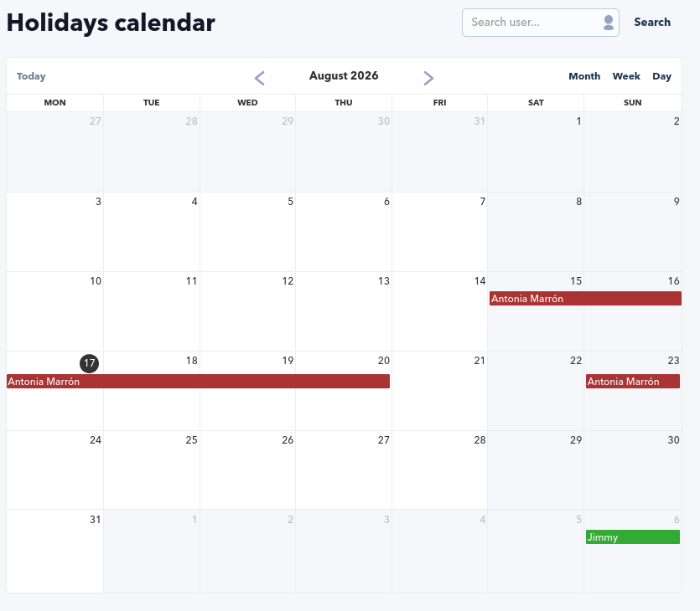 Holidays calendar
Search user...
Search
Today
August 2026
Month Week Day
MON TUE WED THU FRI SAT SUN
27 28 29 30 31 1 2
3 4 5 6 7 8 9
10 11 12 13 14 15 16
Antonia Marrón
17 18 19 20 21 22 23
Antonia Marrón Antonia Marrón
24 25 26 27 28 29 30
31 1 2 3 4 5 6
Jimmy